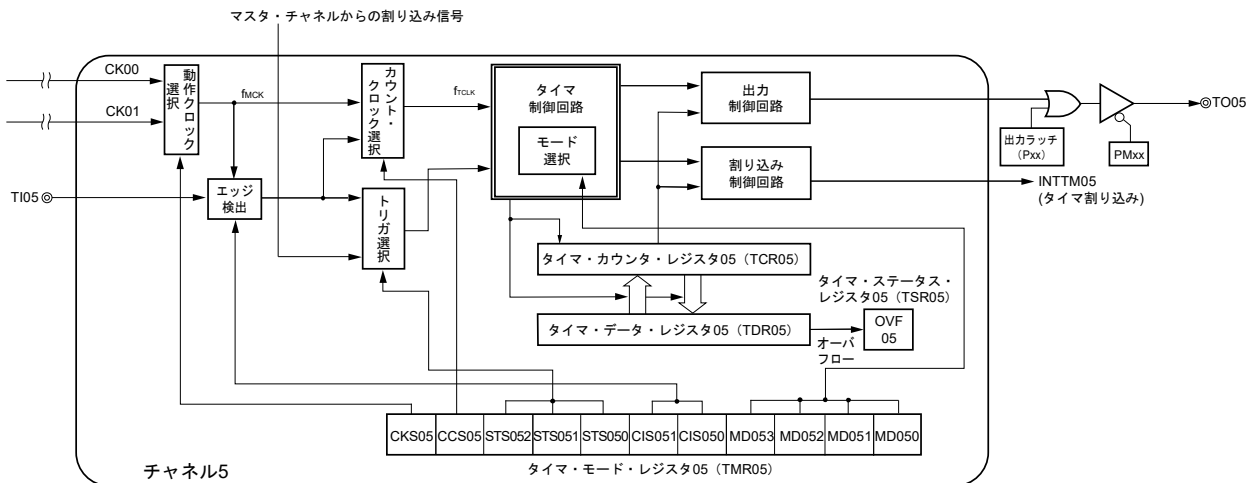 マスタ・チャネルからの割り込み信号
CK00
CK01
動作クロック
選択
fMCK
カウント・
クロック選択
fTCLK
タイマ
制御回路
モード
選択
出力
制御回路
割り込み
制御回路
出力ラッチ
(Pxx)
PMxx
TO05
INTTM05
(タイマ割り込み)
TI05
エッジ
検出
トリガ選択
タイマ・カウンタ・レジスタ05(TCR05)
タイマ・ステータス・
レジスタ05(TSR05)
タイマ・データ・レジスタ05(TDR05)
OVF
05
オーバ
フロー
CKS05 CCS05 STS052 STS051 STS050 CIS051 CIS050 MD053 MD052 MD051 MD050
タイマ・モード・レジスタ05(TMR05)
チャネル5